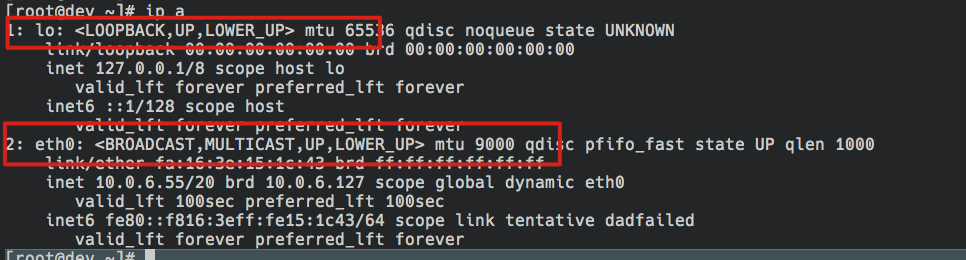 [root@dev ~]# ip a
1: lo: <LOOPBACK,UP,LOWER_UP> mtu 65536 qdisc noqueue state UNKNOWN
link/loopback 00:00:00:00:00:00 brd 00:00:00:00:00:00
inet 127.0.0.1/8 scope host lo
valid_lft forever preferred_lft forever
inet6 ::1/128 scope host
valid_lft forever preferred_lft forever
2: eth0: <BROADCAST,MULTICAST,UP,LOWER_UP> mtu 9000 qdisc pfifo_fast state UP qlen 1000
link/ether fa:16:3e:15:1c:43 brd ff:ff:ff:ff:ff:ff
inet 10.0.6.55/20 brd 10.0.6.127 scope global dynamic eth0
valid_lft 100sec preferred_lft 100sec
inet6 fe80::f816:3eff:fe15:1c43/64 scope link tentative dadfailed
valid_lft forever preferred_lft forever
[root@dev ~]#